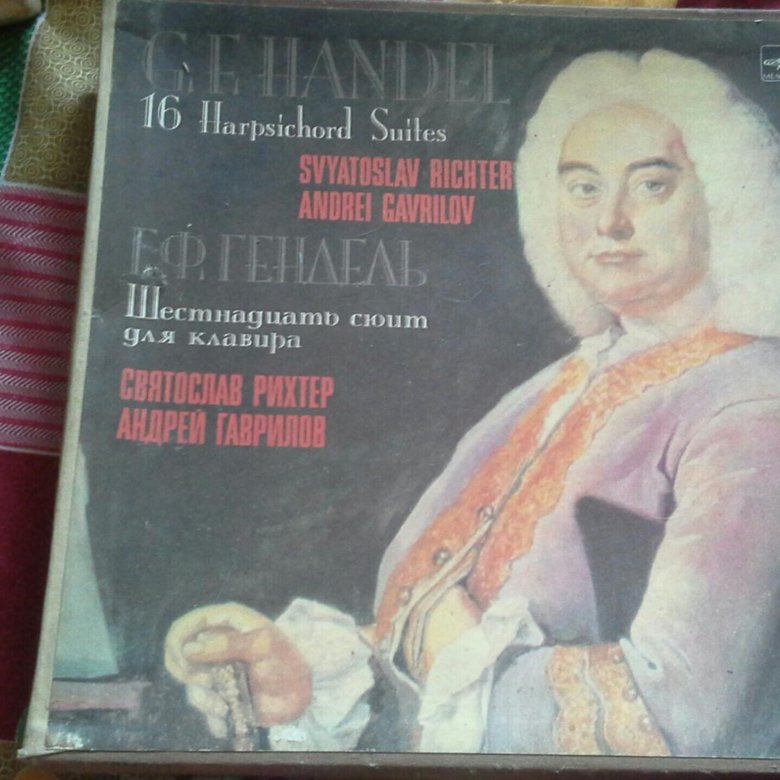 G. F. HANDEL
16 Harpsichord Suites
SVYATOSLAV RICHTER
ANDREI GAVRILOV
Г. Ф. ГЕНДЕЛЬ
Шестнадцать сюит
для клавира
СВЯТОСЛАВ РИХТЕР
АНДРЕЙ ГАВРИЛОВ